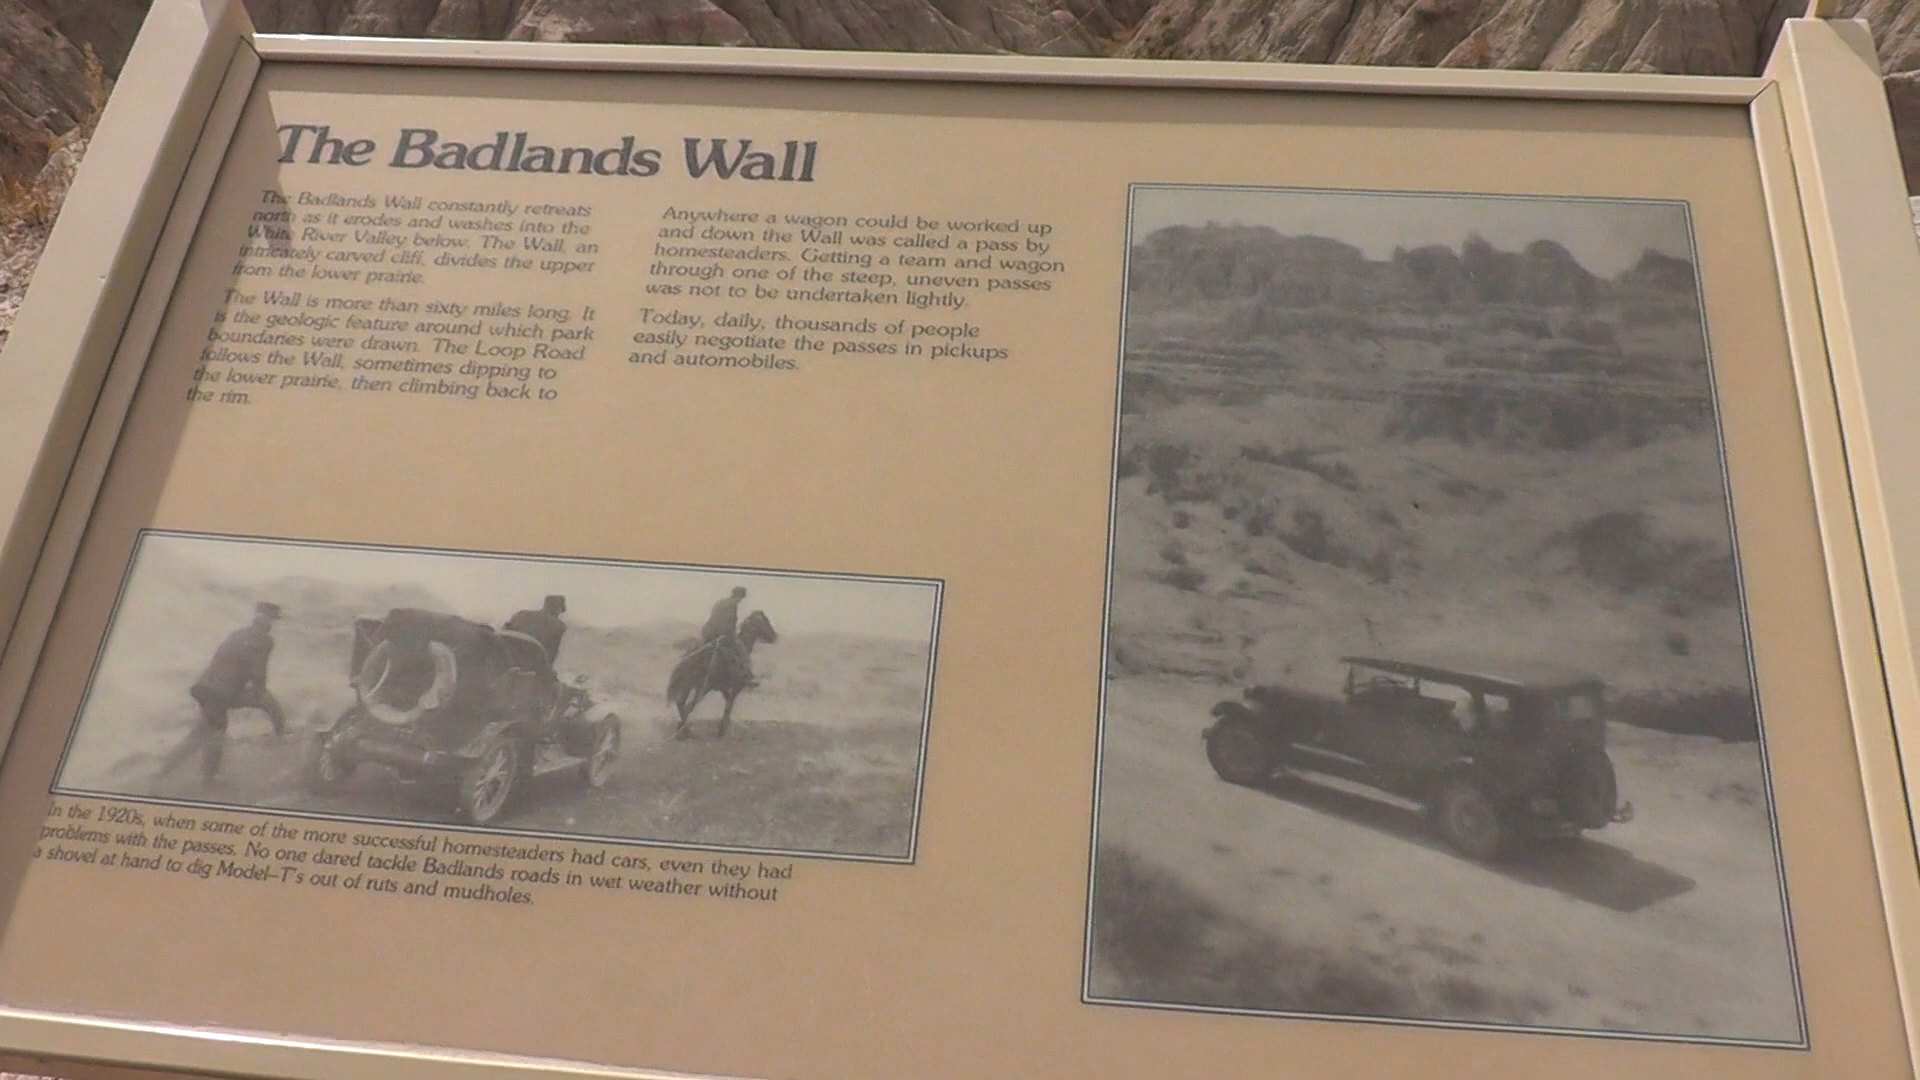 The Badlands Wall
The Badlands Wall constantly retreats
north as it erodes and washes into the
White River Valley below. The Wall, an
intricately carved cliff, divides the upper
from the lower prairie.
The Wall is more than sixty miles long. It
is the geologic feature around which park
boundaries were drawn. The Loop Road
follows the Wall, sometimes dipping to
the lower prairie, then climbing back to
the rim.
Anywhere a wagon could be worked up
and down the Wall was called a pass by
homesteaders. Getting a team and wagon
through one of the steep, uneven passes
was not to be undertaken lightly.
Today, daily, thousands of people
easily negotiate the passes in pickups
and automobiles.
In the 1920s, when some of the more successful homesteaders had cars, even they had
problems with the passes. No one dared tackle Badlands roads in wet weather without
a shovel at hand to dig Model-T's out of ruts and mudholes.